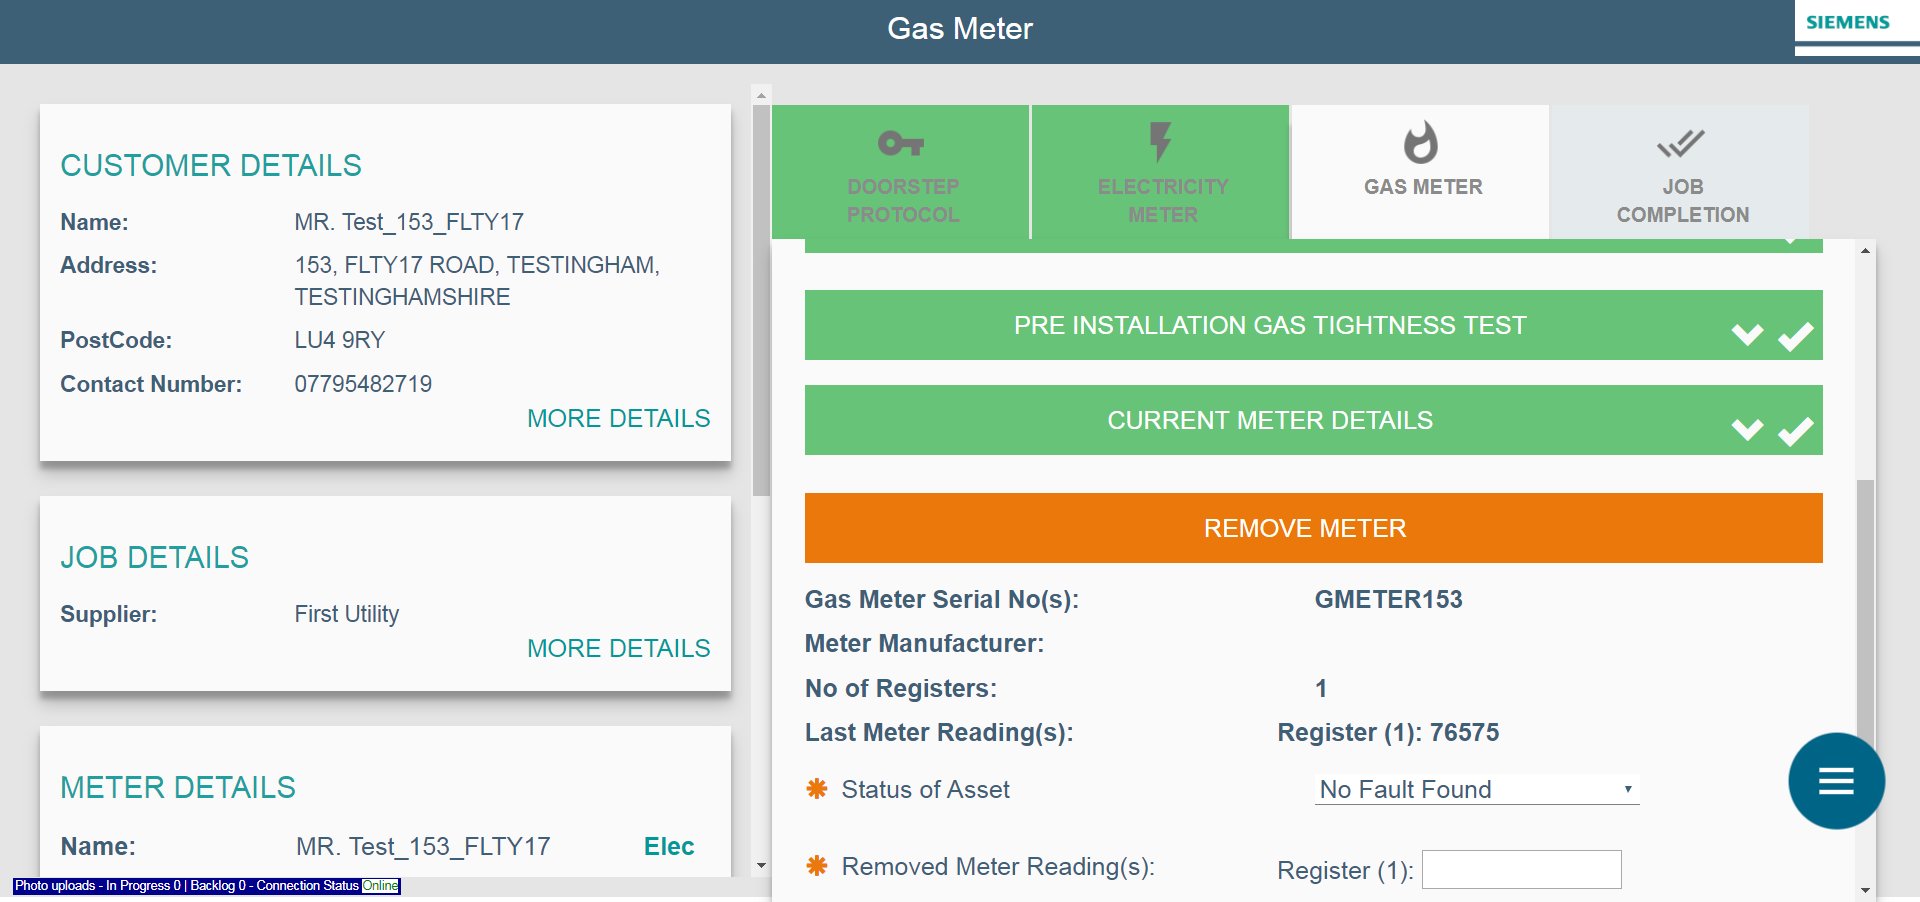 Gas Meter
SIEMENS
CUSTOMER DETAILS
Name: MR. Test_153_FLTY17
Address: 153, FLTY17 ROAD, TESTINGHAM,
TESTINGHAMSHIRE
PostCode: LU4 9RY
Contact Number: 07795482719
MORE DETAILS
JOB DETAILS
Supplier: First Utility
MORE DETAILS
METER DETAILS
Name: MR. Test_153_FLTY17 Elec
Photo uploads - In Progress 0 | Backlog 0 - Connection Status Online
DOORSTEP
PROTOCOL
ELECTRICITY
METER
GAS METER
JOB
COMPLETION
PRE INSTALLATION GAS TIGHTNESS TEST
CURRENT METER DETAILS
REMOVE METER
Gas Meter Serial No(s): GMETER153
Meter Manufacturer:
No of Registers: 1
Last Meter Reading(s): Register (1): 76575
✱ Status of Asset No Fault Found
✱ Removed Meter Reading(s): Register (1):